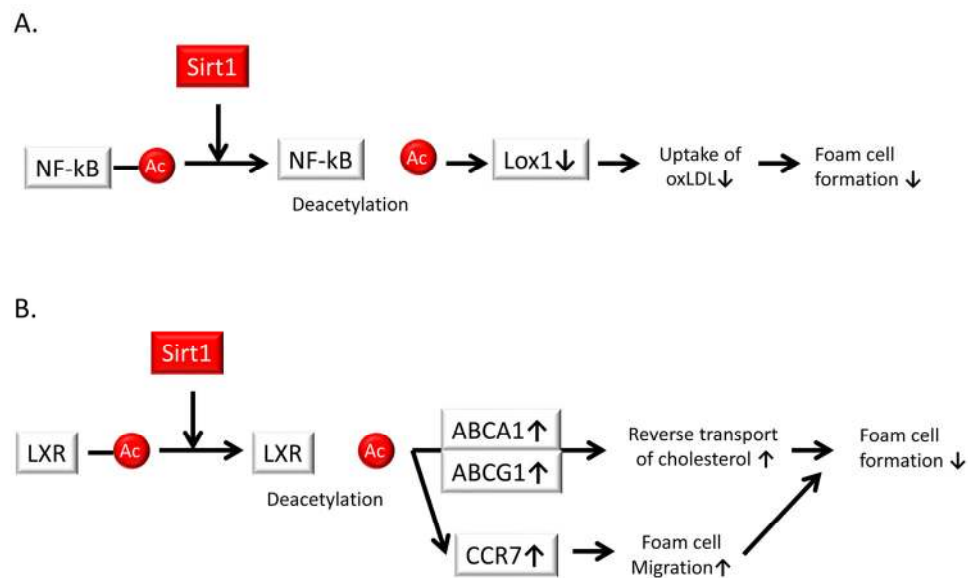 A.
Sirt1
NF-kB
Ac
NF-kB
Ac
Lox1↓
Uptake of
oxLDL↓
Foam cell
formation ↓
Deacetylation
B.
Sirt1
LXR
Ac
LXR
Ac
ABCA1↑
ABCG1↑
Reverse transport
of cholesterol ↑
Foam cell
formation ↓
Deacetylation
CCR7↑
Foam cell
Migration↑